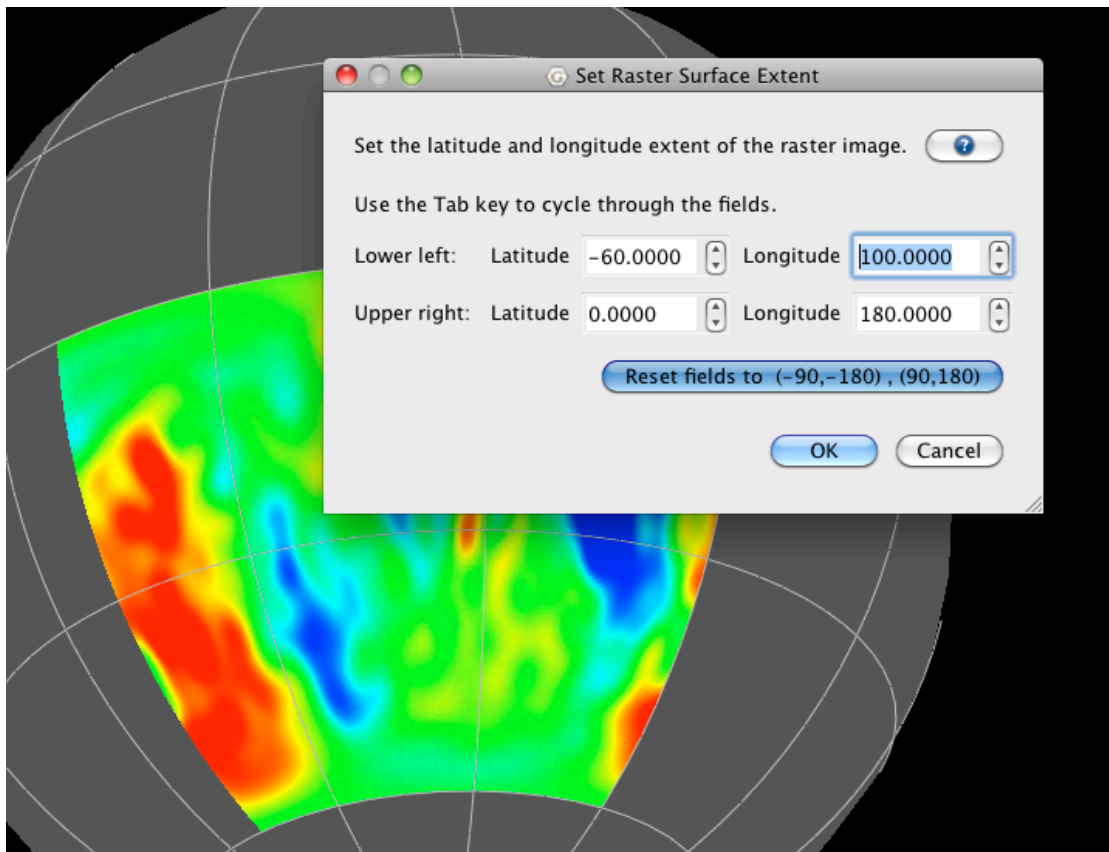 Set Raster Surface Extent
Set the latitude and longitude extent of the raster image.
Use the Tab key to cycle through the fields.
Lower left: Latitude -60.0000 Longitude 100.0000
Upper right: Latitude 0.0000 Longitude 180.0000
Reset fields to (-90,-180) , (90,180)
OK Cancel